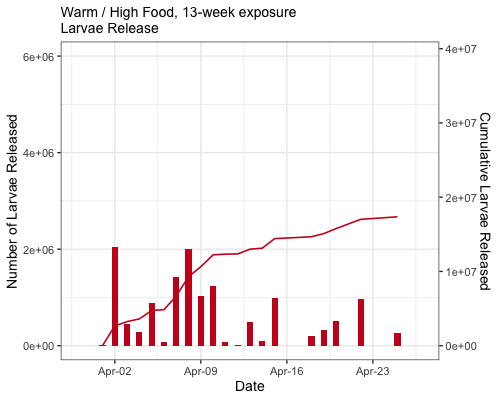 Warm / High Food, 13-week exposure
Larvae Release
6e+06
4e+06
2e+06
0e+00
Number of Larvae Released
4e+07
3e+07
2e+07
1e+07
0e+00
Cumulative Larvae Released
Apr-02 Apr-09 Apr-16 Apr-23
Date